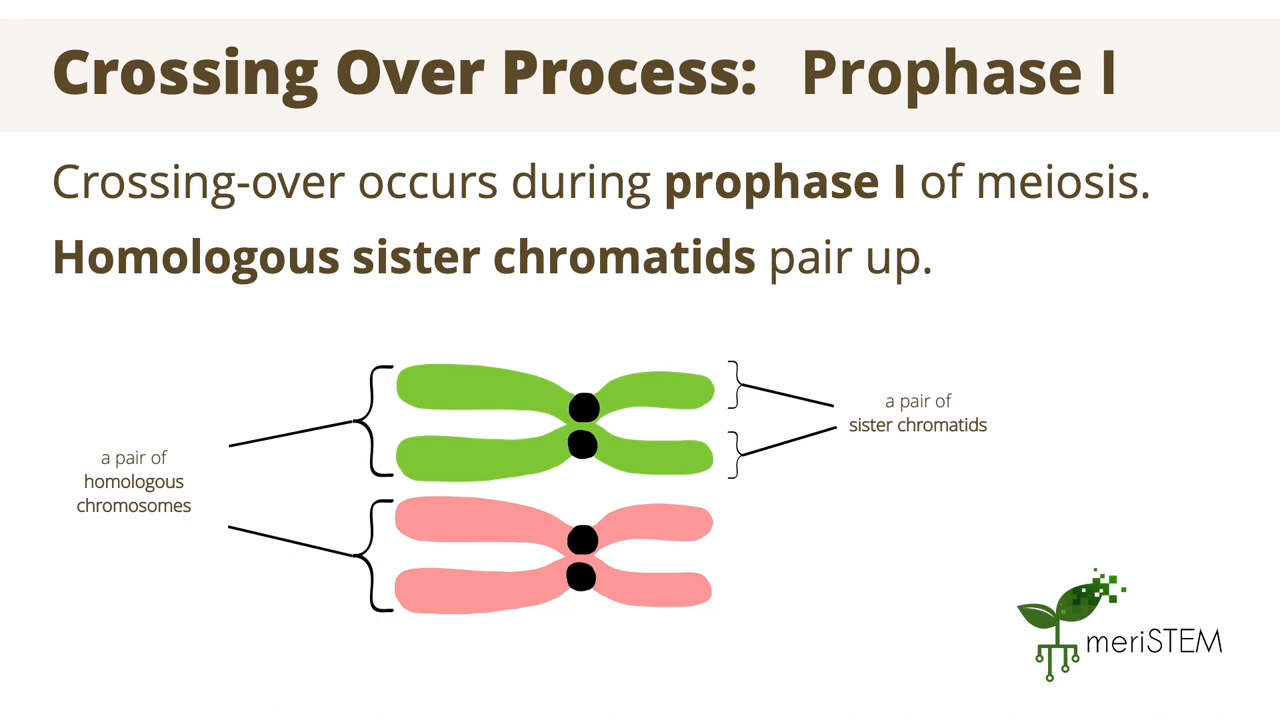 Crossing Over Process: Prophase I
Crossing-over occurs during prophase I of meiosis.
Homologous sister chromatids pair up.
a pair of
homologous
chromosomes
a pair of
sister chromatids
meriSTEM